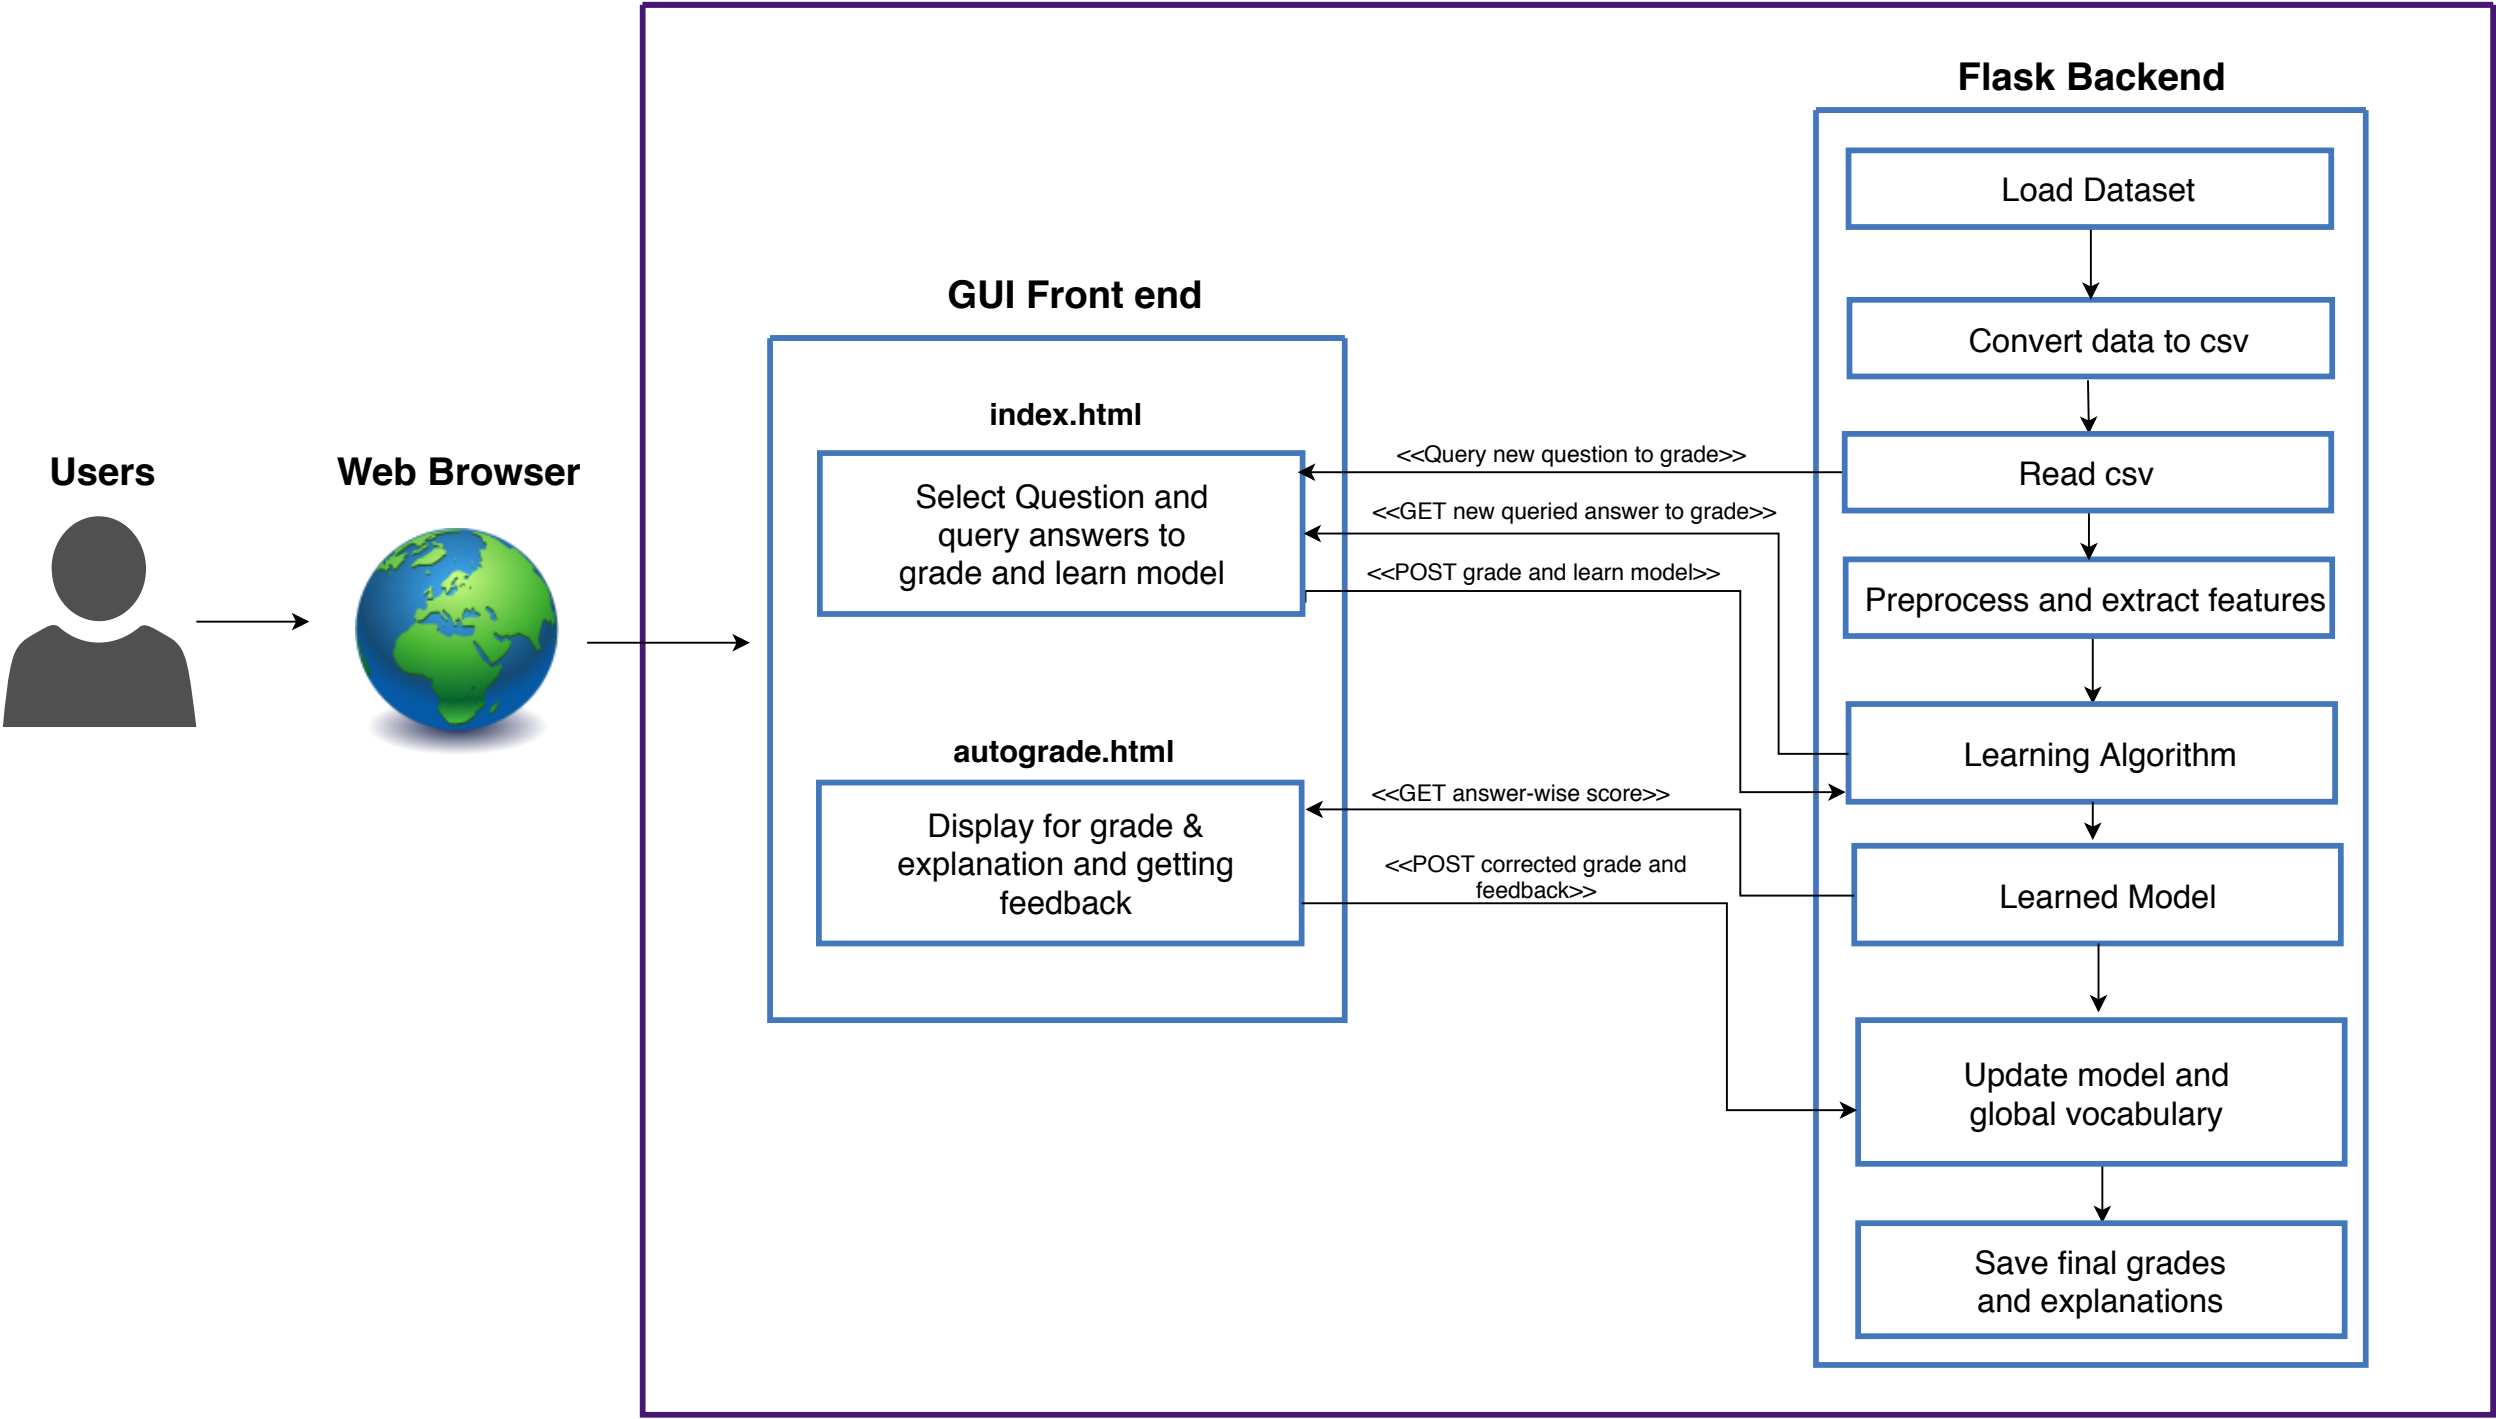 Users
Web Browser
GUI Front end
index.html
Select Question and
query answers to
grade and learn model
autograde.html
Display for grade &
explanation and getting
feedback
<<Query new question to grade>>
<<GET new queried answer to grade>>
<<POST grade and learn model>>
<<GET answer-wise score>>
<<POST corrected grade and
feedback>>
Flask Backend
Load Dataset
Convert data to csv
Read csv
Preprocess and extract features
Learning Algorithm
Learned Model
Update model and
global vocabulary
Save final grades
and explanations